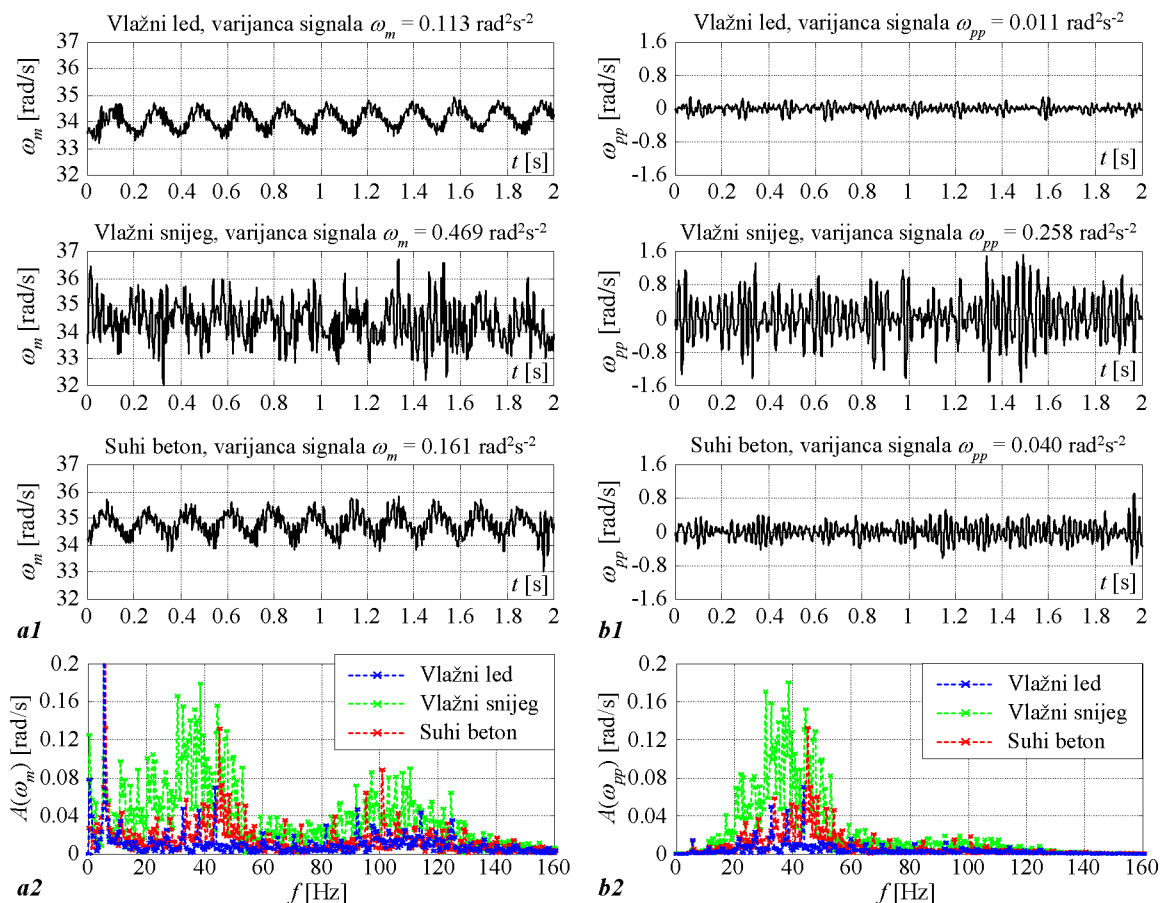 Vlažni led, varijanca signala ωm = 0.113 rad²s⁻²
37
36
35
34
33
32
ωm [rad/s]
t [s]
0 0.2 0.4 0.6 0.8 1 1.2 1.4 1.6 1.8 2
Vlažni led, varijanca signala ωpp = 0.011 rad²s⁻²
1.6
0.8
0
-0.8
-1.6
ωpp [rad/s]
t [s]
0 0.2 0.4 0.6 0.8 1 1.2 1.4 1.6 1.8 2
Vlažni snijeg, varijanca signala ωm = 0.469 rad²s⁻²
37
36
35
34
33
32
ωm [rad/s]
t [s]
0 0.2 0.4 0.6 0.8 1 1.2 1.4 1.6 1.8 2
Vlažni snijeg, varijanca signala ωpp = 0.258 rad²s⁻²
1.6
0.8
0
-0.8
-1.6
ωpp [rad/s]
t [s]
0 0.2 0.4 0.6 0.8 1 1.2 1.4 1.6 1.8 2
Suhi beton, varijanca signala ωm = 0.161 rad²s⁻²
37
36
35
34
33
32
ωm [rad/s]
t [s]
0 0.2 0.4 0.6 0.8 1 1.2 1.4 1.6 1.8 2
a1
Suhi beton, varijanca signala ωpp = 0.040 rad²s⁻²
1.6
0.8
0
-0.8
-1.6
ωpp [rad/s]
t [s]
0 0.2 0.4 0.6 0.8 1 1.2 1.4 1.6 1.8 2
b1
0.2
0.16
0.12
0.08
0.04
0
A(ωm) [rad/s]
Vlažni led
Vlažni snijeg
Suhi beton
0 20 40 60 80 100 120 140 160
f [Hz]
a2
0.2
0.16
0.12
0.08
0.04
0
A(ωpp) [rad/s]
Vlažni led
Vlažni snijeg
Suhi beton
0 20 40 60 80 100 120 140 160
f [Hz]
b2